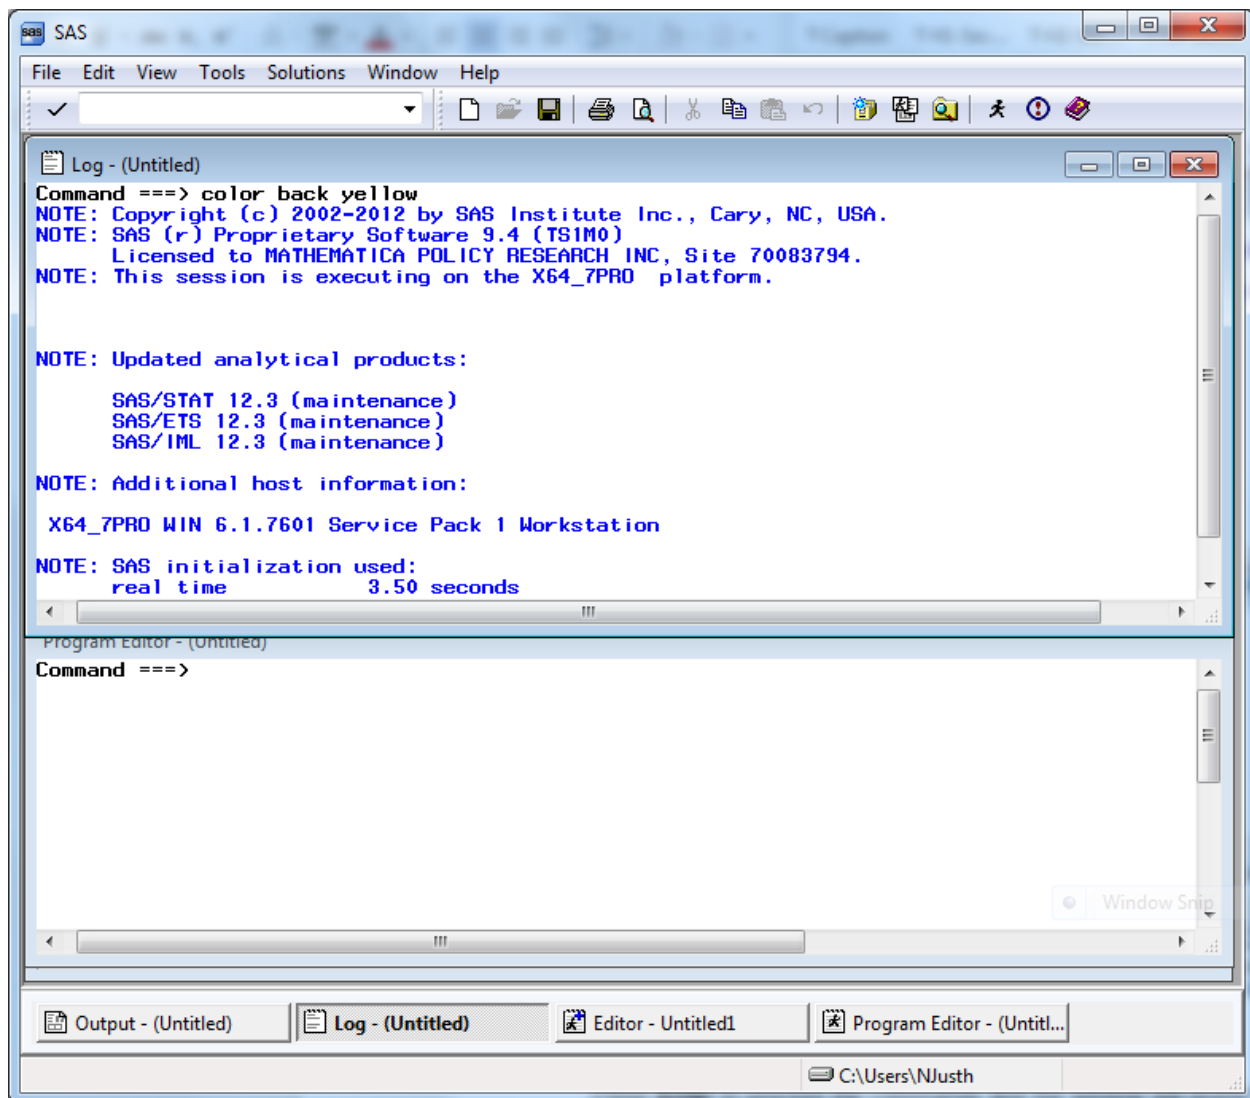 SAS
File Edit View Tools Solutions Window Help
Log - (Untitled)
Command ===> color back yellow
NOTE: Copyright (c) 2002-2012 by SAS Institute Inc., Cary, NC, USA.
NOTE: SAS (r) Proprietary Software 9.4 (TS1M0)
Licensed to MATHEMATICA POLICY RESEARCH INC, Site 70083794.
NOTE: This session is executing on the X64_7PRO  platform.
NOTE: Updated analytical products:
SAS/STAT 12.3 (maintenance)
SAS/ETS 12.3 (maintenance)
SAS/IML 12.3 (maintenance)
NOTE: Additional host information:
X64_7PRO WIN 6.1.7601 Service Pack 1 Workstation
NOTE: SAS initialization used:
real time 3.50 seconds
Program Editor - (Untitled)
Command ===>
Window Snip
Output - (Untitled) Log - (Untitled) Editor - Untitled1 Program Editor - (Untitl...
C:\Users\NJusth